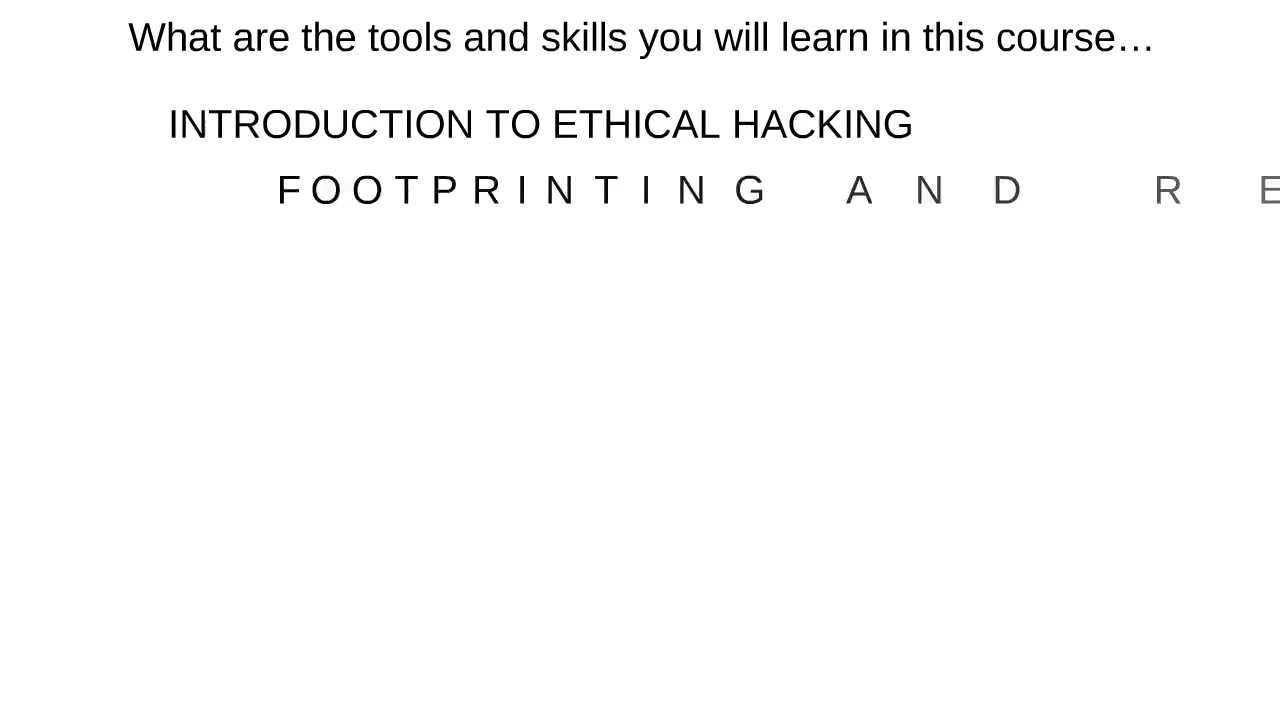 What are the tools and skills you will learn in this course…
INTRODUCTION TO ETHICAL HACKING
FOOTPRINTING AND RE